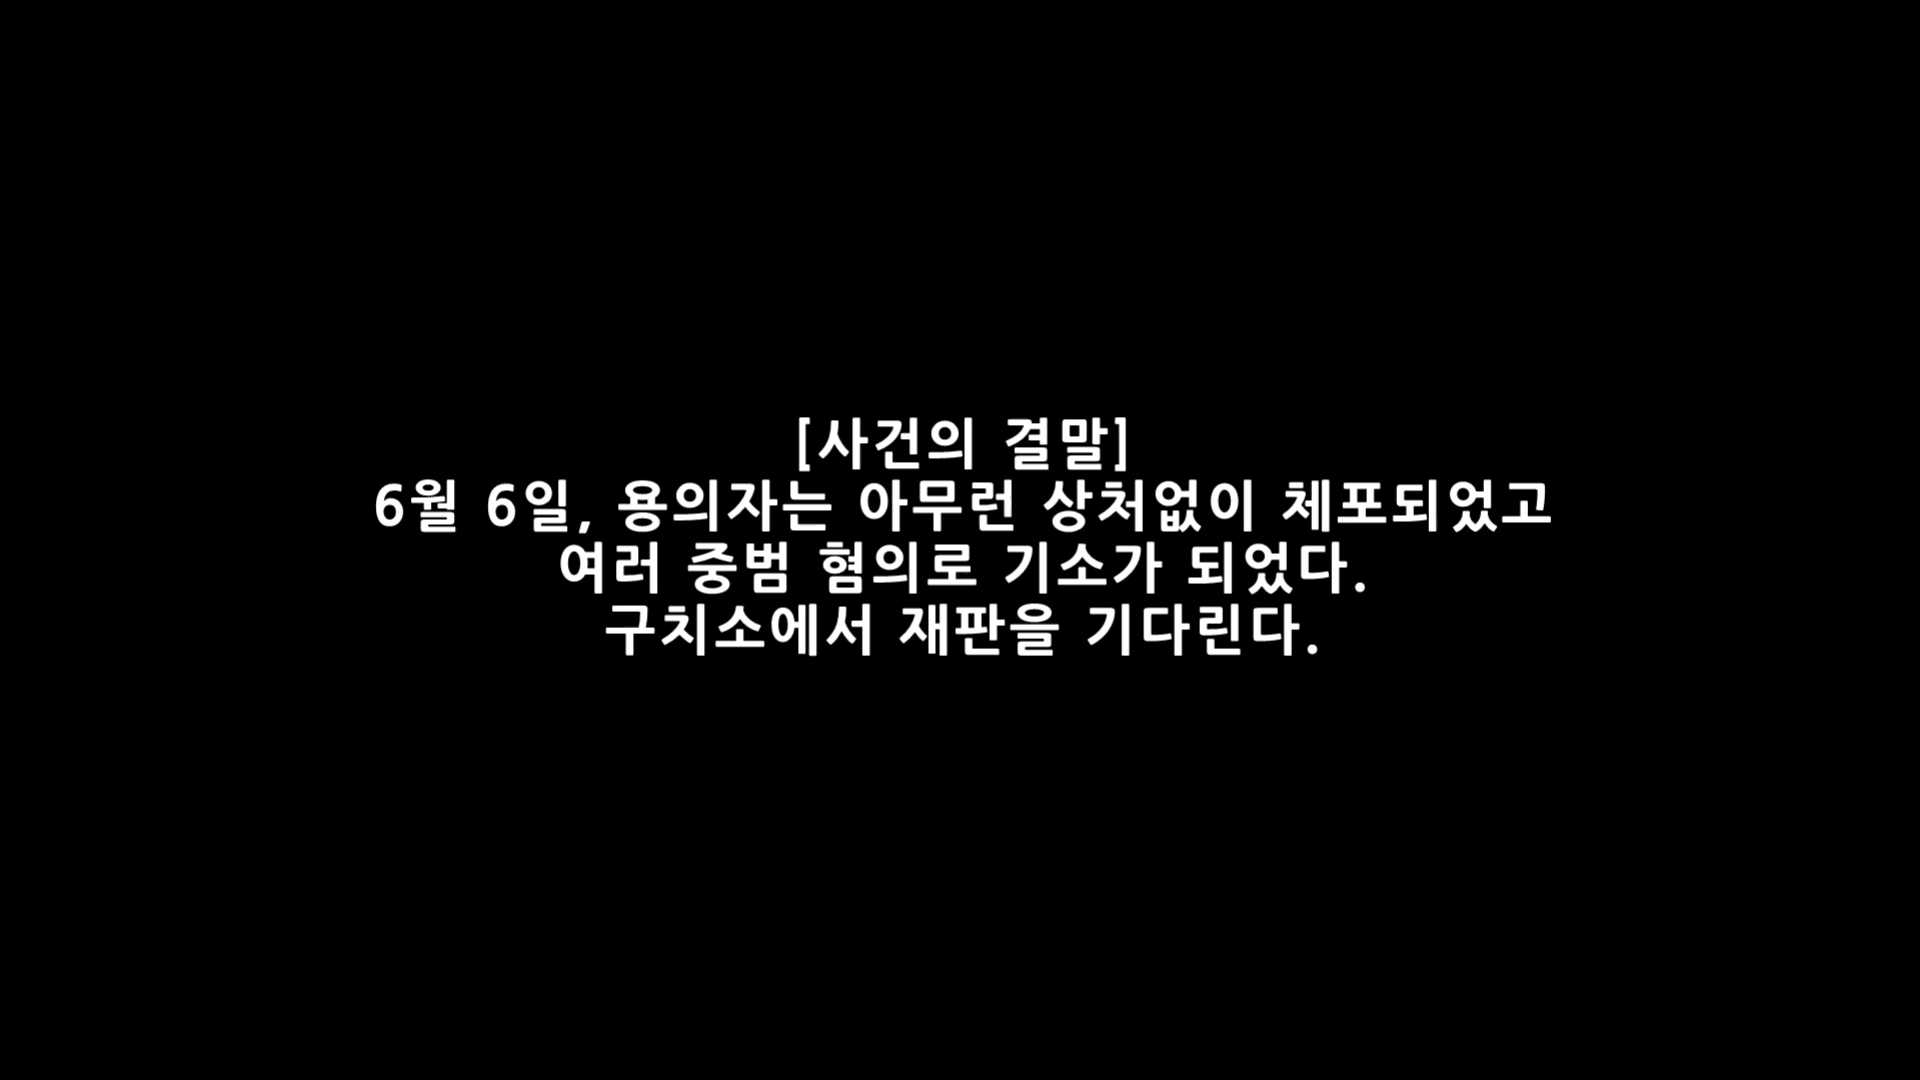 [사건의 결말]
6월 6일, 용의자는 아무런 상처없이 체포되었고
여러 중범 혐의로 기소가 되었다.
구치소에서 재판을 기다린다.